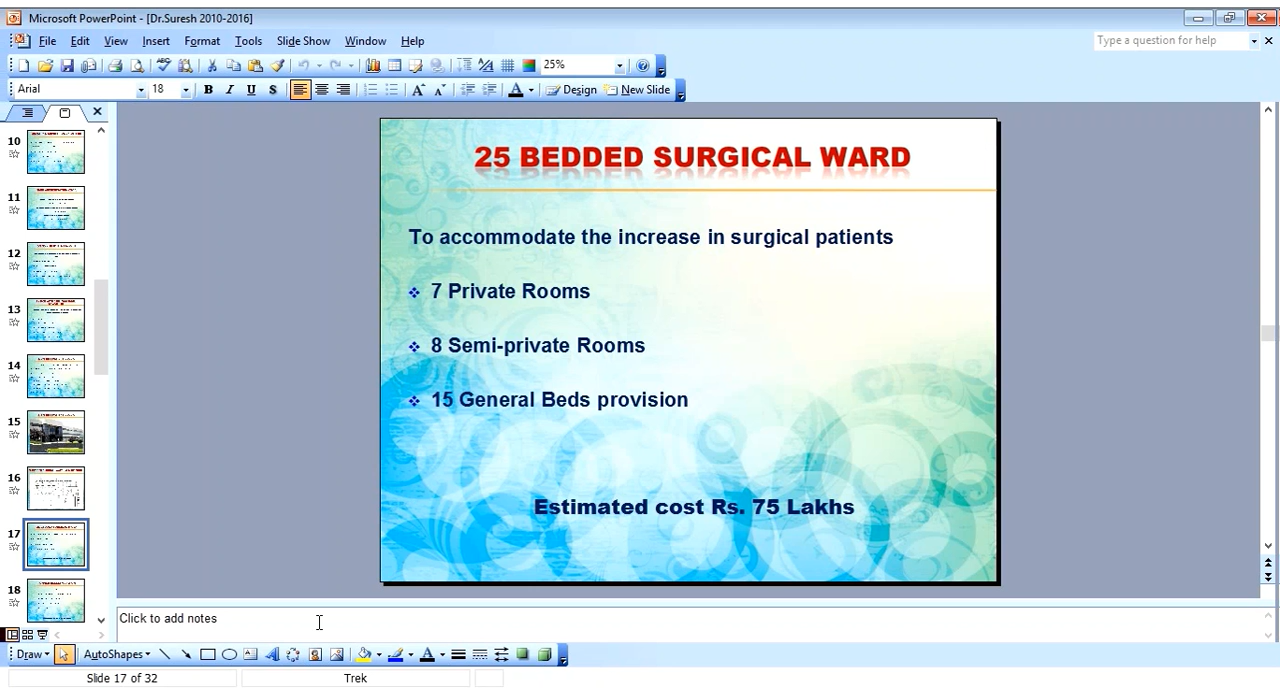 Microsoft PowerPoint - [Dr.Suresh 2010-2016]
File Edit View Insert Format Tools Slide Show Window Help
Type a question for help
25%
Arial 18 B I U S Design New Slide
10
11
12
13
14
15
16
17
18
25 BEDDED SURGICAL WARD
To accommodate the increase in surgical patients
❖ 7 Private Rooms
❖ 8 Semi-private Rooms
❖ 15 General Beds provision
Estimated cost Rs. 75 Lakhs
Click to add notes
Draw AutoShapes
Slide 17 of 32 Trek